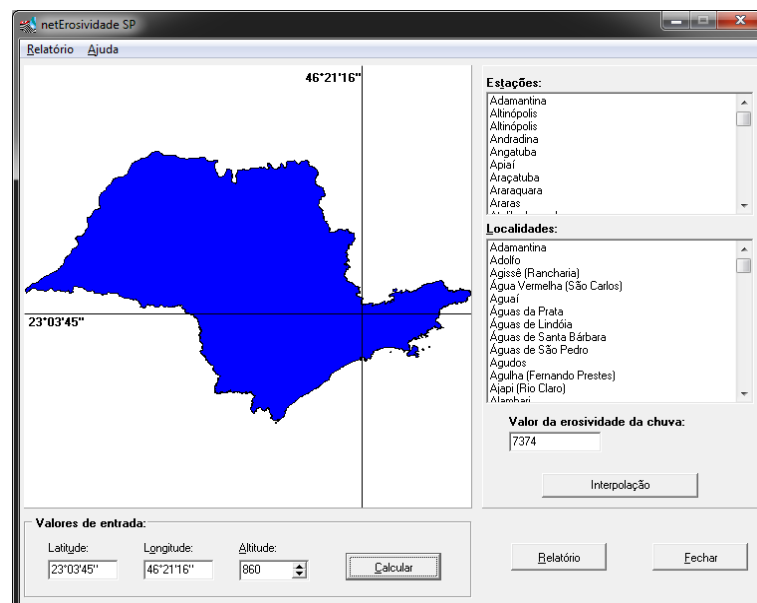 netErosividade SP
Relatório Ajuda
46°21'16"
23°03'45"
Estações:
Adamantina
Altinópolis
Altinópolis
Andradina
Angatuba
Apiaí
Araçatuba
Araraquara
Araras
Localidades:
Adamantina
Adolfo
Agissê (Rancharia)
Água Vermelha (São Carlos)
Aguaí
Águas da Prata
Águas de Lindóia
Águas de Santa Bárbara
Águas de São Pedro
Agudos
Agulha (Fernando Prestes)
Ajapi (Rio Claro)
Alambari
Valor da erosividade da chuva:
7374
Interpolação
Valores de entrada:
Latitude: Longitude: Altitude:
23°03'45" 46°21'16" 860 Calcular
Relatório Fechar